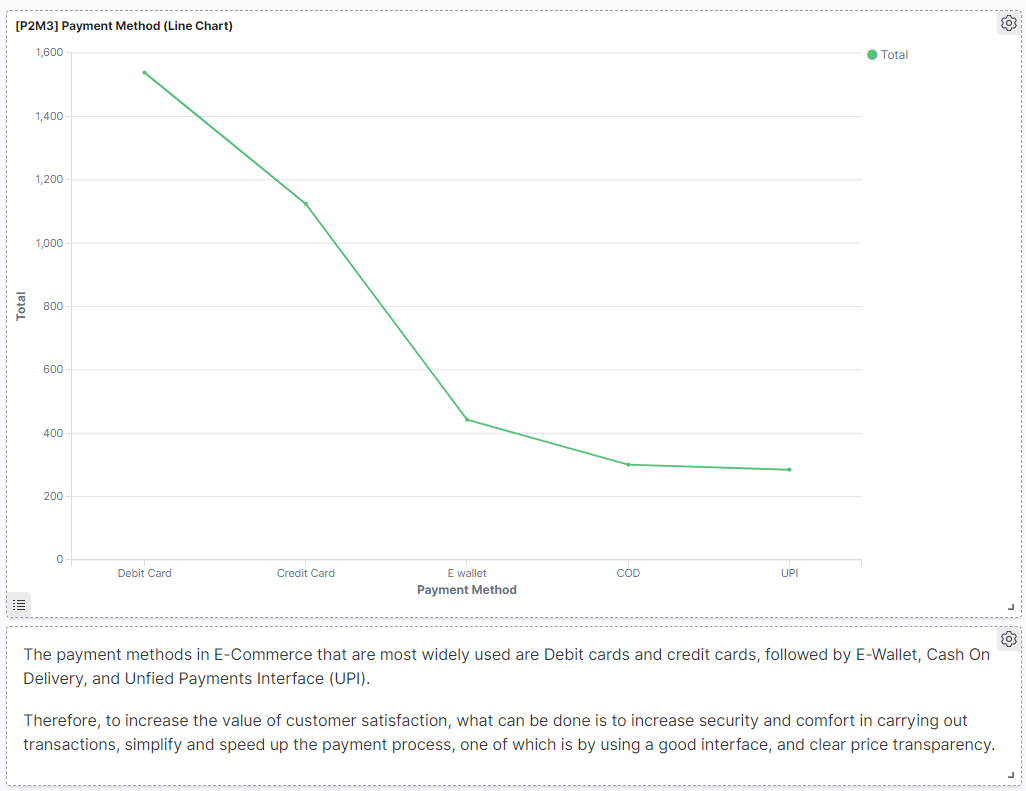 [P2M3] Payment Method (Line Chart)
Total
1,600
1,400
1,200
1,000
800
600
400
200
0
Total
Debit Card
Credit Card
E wallet
COD
UPI
Payment Method
The payment methods in E-Commerce that are most widely used are Debit cards and credit cards, followed by E-Wallet, Cash On
Delivery, and Unfied Payments Interface (UPI).
Therefore, to increase the value of customer satisfaction, what can be done is to increase security and comfort in carrying out
transactions, simplify and speed up the payment process, one of which is by using a good interface, and clear price transparency.